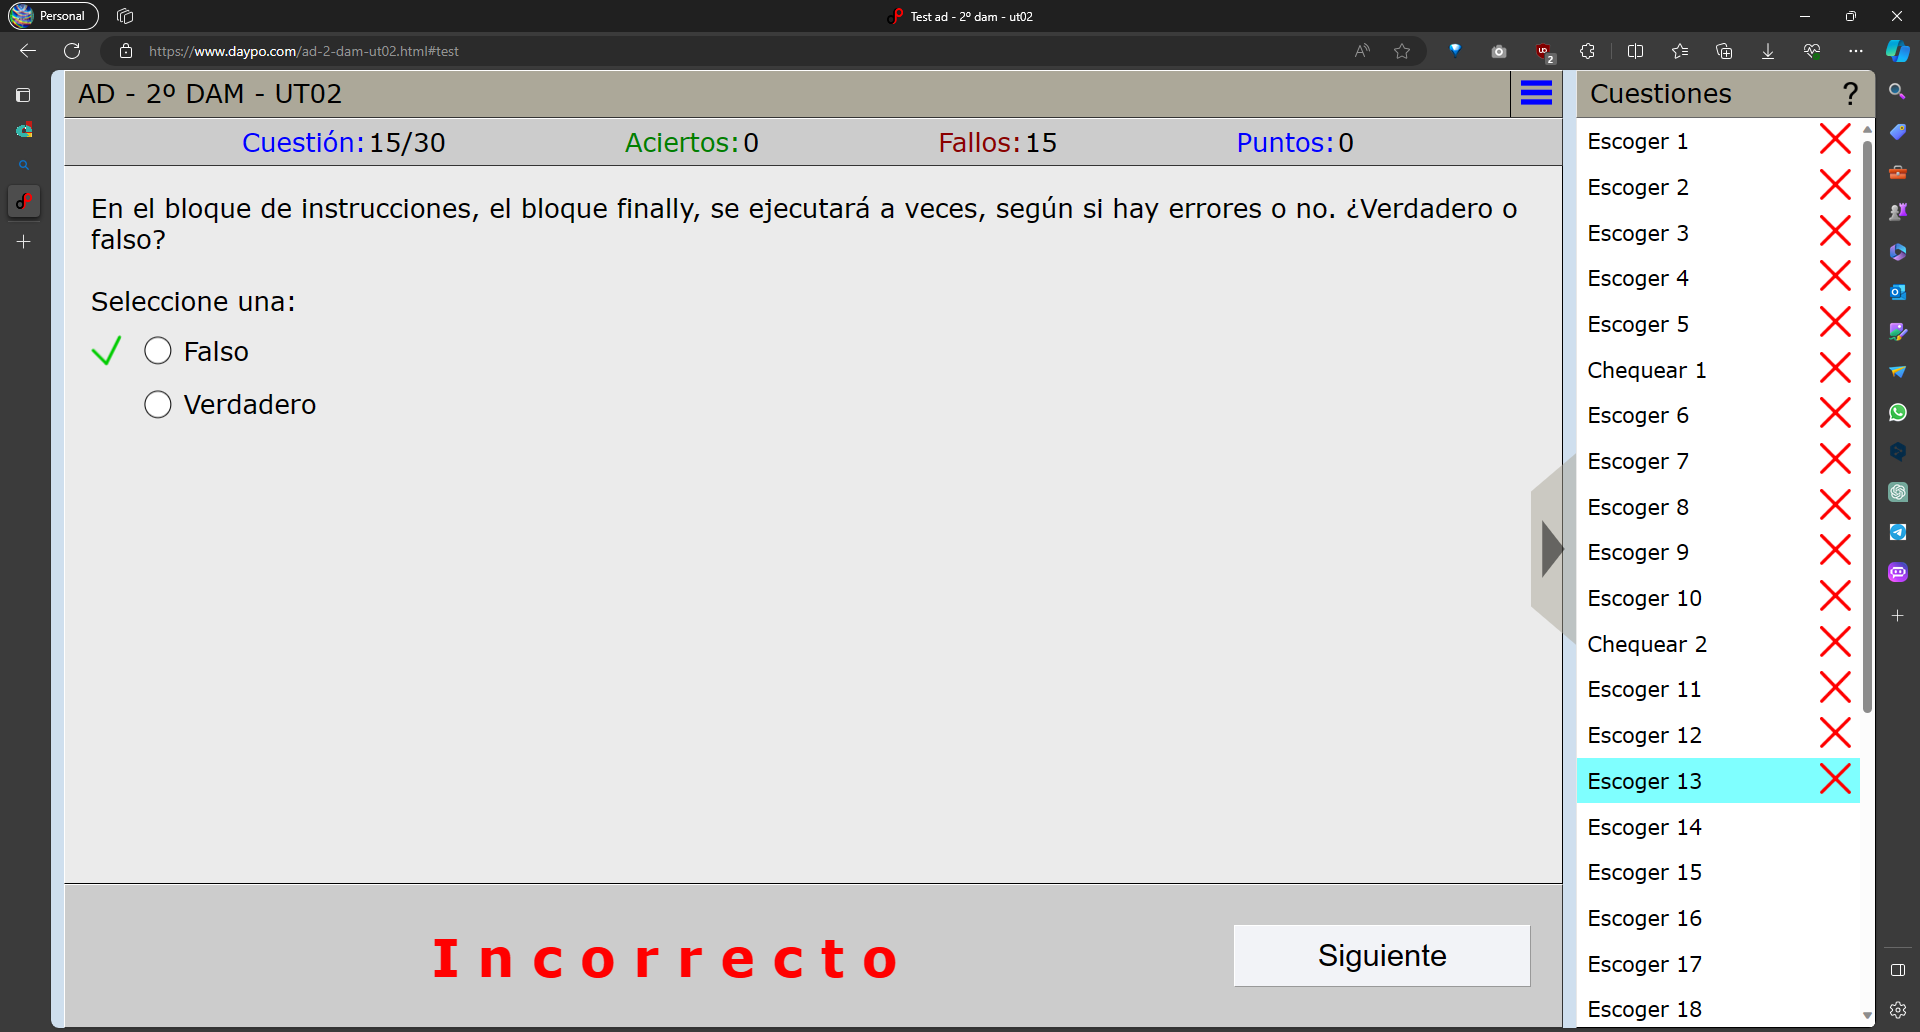 Personal
Test ad - 2º dam - ut02
https://www.daypo.com/ad-2-dam-ut02.html#test
2
AD - 2º DAM - UT02
Cuestión: 15/30
Aciertos: 0
Fallos: 15
Puntos: 0
En el bloque de instrucciones, el bloque finally, se ejecutará a veces, según si hay errores o no. ¿Verdadero o
falso?
Seleccione una:
Falso
Verdadero
Incorrecto
Siguiente
Cuestiones
?
Escoger 1
Escoger 2
Escoger 3
Escoger 4
Escoger 5
Chequear 1
Escoger 6
Escoger 7
Escoger 8
Escoger 9
Escoger 10
Chequear 2
Escoger 11
Escoger 12
Escoger 13
Escoger 14
Escoger 15
Escoger 16
Escoger 17
Escoger 18